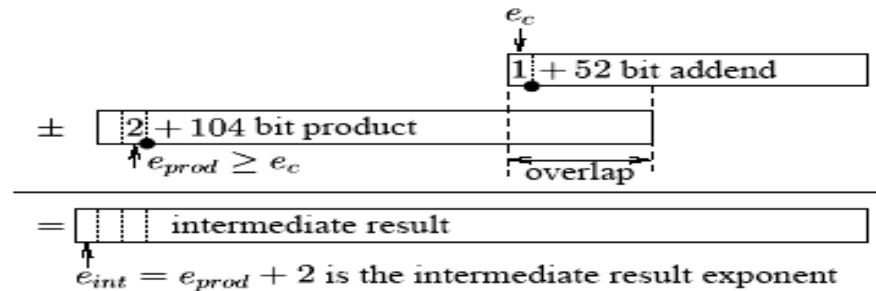 e_c
1 + 52 bit addend
± 2 + 104 bit product
e_prod ≥ e_c
overlap
= intermediate result
e_int = e_prod + 2 is the intermediate result exponent